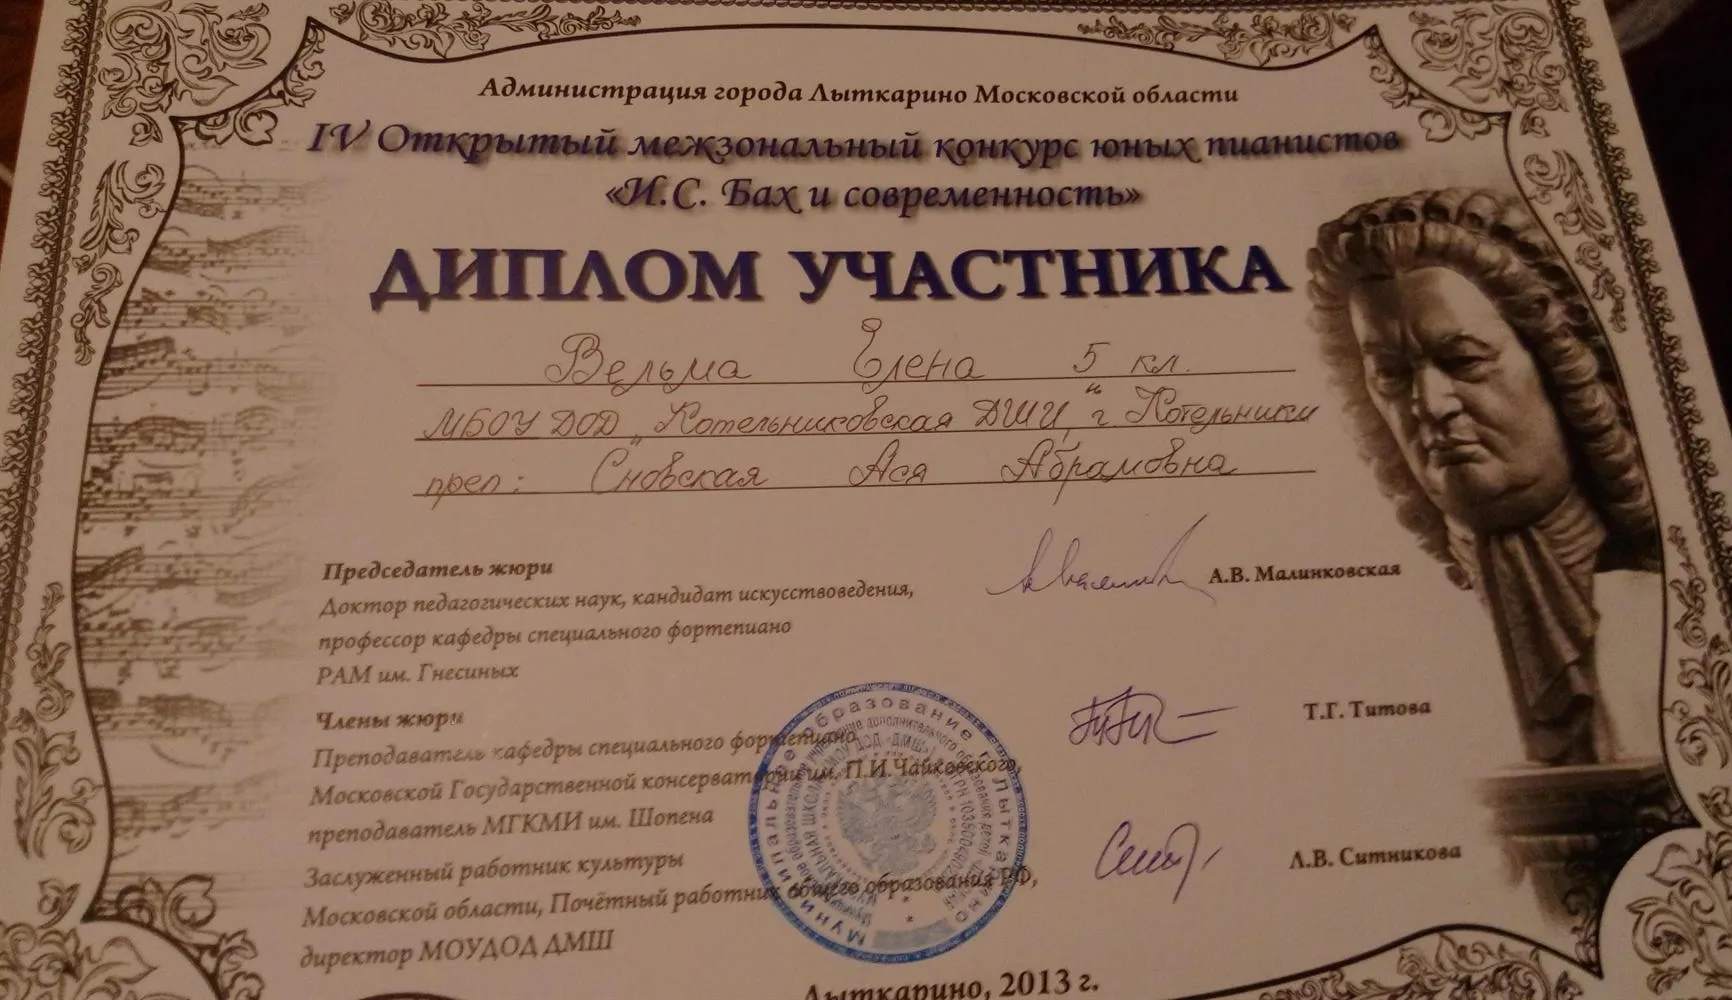 Администрация города Лыткарино Московской области
IV Открытый межзональный конкурс юных пианистов
«И.С. Бах и современность»
ДИПЛОМ УЧАСТНИКА
Вельма Елена 5 кл.
МБОУ ДОД „Котельниковская ДШИ“, г. Котельники
преп: Сновская Ася Абрамовна
Председатель жюри
Доктор педагогических наук, кандидат искусствоведения,
профессор кафедры специального фортепиано
РАМ им. Гнесиных
А.В. Малинковская
Члены жюри
Преподаватель кафедры специального фортепиано
Московской Государственной консерватории им. П.И.Чайковского,
преподаватель МГКМИ им. Шопена
Т.Г. Титова
Заслуженный работник культуры
Московской области, Почётный работник общего образования РФ,
директор МОУДОД ДМШ
Л.В. Ситникова
Муниципальное образование г. Лыткарино
Лыткарино, 2013 г.